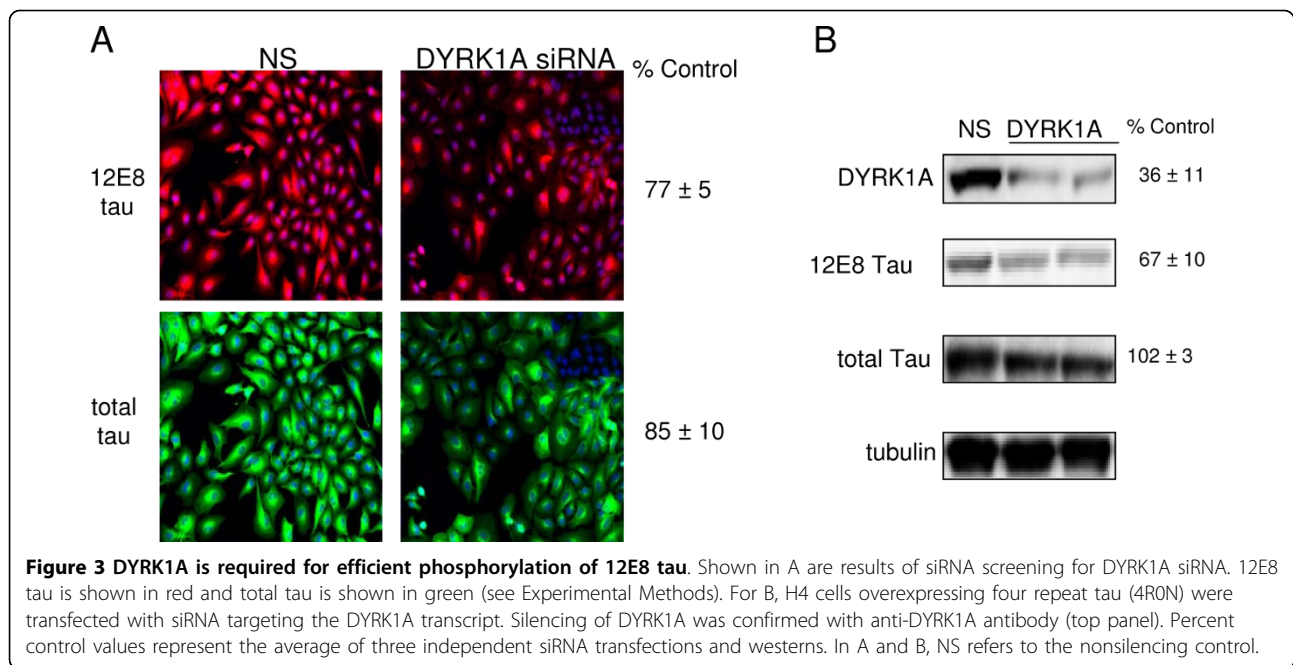 A
NS
DYRK1A siRNA
% Control
12E8
tau
77 ± 5
total
tau
85 ± 10
B
NS DYRK1A % Control
DYRK1A 36 ± 11
12E8 Tau 67 ± 10
total Tau 102 ± 3
tubulin
Figure 3 DYRK1A is required for efficient phosphorylation of 12E8 tau. Shown in A are results of siRNA screening for DYRK1A siRNA. 12E8
tau is shown in red and total tau is shown in green (see Experimental Methods). For B, H4 cells overexpressing four repeat tau (4R0N) were
transfected with siRNA targeting the DYRK1A transcript. Silencing of DYRK1A was confirmed with anti-DYRK1A antibody (top panel). Percent
control values represent the average of three independent siRNA transfections and westerns. In A and B, NS refers to the nonsilencing control.